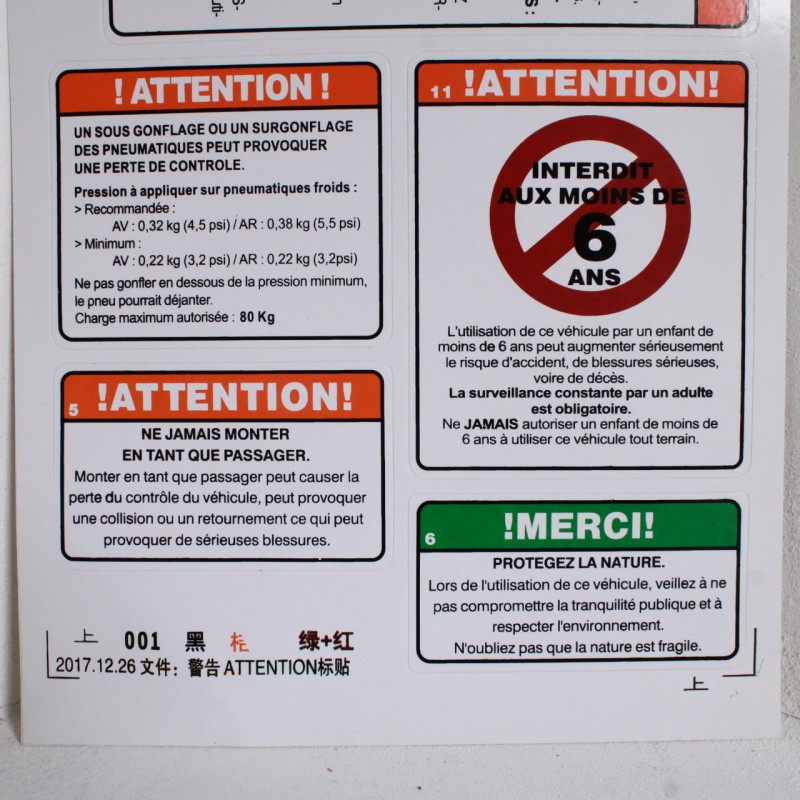 ! ATTENTION !
UN SOUS GONFLAGE OU UN SURGONFLAGE
DES PNEUMATIQUES PEUT PROVOQUER
UNE PERTE DE CONTROLE.
Pression à appliquer sur pneumatiques froids :
> Recommandée :
AV : 0,32 kg (4,5 psi) / AR : 0,38 kg (5,5 psi)
> Minimum :
AV : 0,22 kg (3,2 psi) / AR : 0,22 kg (3,2psi)
Ne pas gonfler en dessous de la pression minimum,
le pneu pourrait déjanter.
Charge maximum autorisée : 80 Kg
5 !ATTENTION!
NE JAMAIS MONTER
EN TANT QUE PASSAGER.
Monter en tant que passager peut causer la
perte du contrôle du véhicule, peut provoquer
une collision ou un retournement ce qui peut
provoquer de sérieuses blessures.
11 !ATTENTION!
INTERDIT
AUX MOINS DE
6
ANS
L'utilisation de ce véhicule par un enfant de
moins de 6 ans peut augmenter sérieusement
le risque d'accident, de blessures sérieuses,
voire de décès.
La surveillance constante par un adulte
est obligatoire.
Ne JAMAIS autoriser un enfant de moins de
6 ans à utiliser ce véhicule tout terrain.
6 !MERCI!
PROTEGEZ LA NATURE.
Lors de l'utilisation de ce véhicule, veillez à ne
pas compromettre la tranquilité publique et à
respecter l'environnement.
N'oubliez pas que la nature est fragile.
上 001 黑 绿+红
2017.12.26 文件：警告 ATTENTION标贴
上